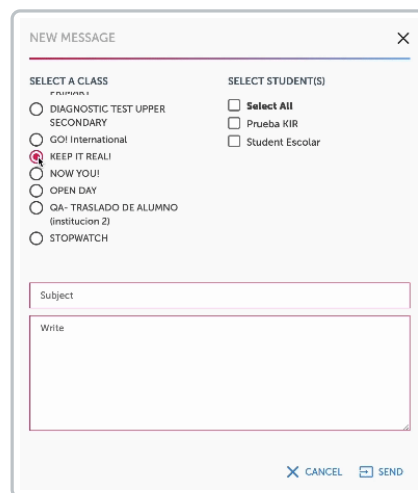 NEW MESSAGE
SELECT A CLASS
PRIMARY
DIAGNOSTIC TEST UPPER
SECONDARY
GO! International
KEEP IT REAL!
NOW YOU!
OPEN DAY
QA- TRASLADO DE ALUMNO
(institucion 2)
STOPWATCH
SELECT STUDENT(S)
Select All
Prueba KIR
Student Escolar
Subject
Write
CANCEL
SEND